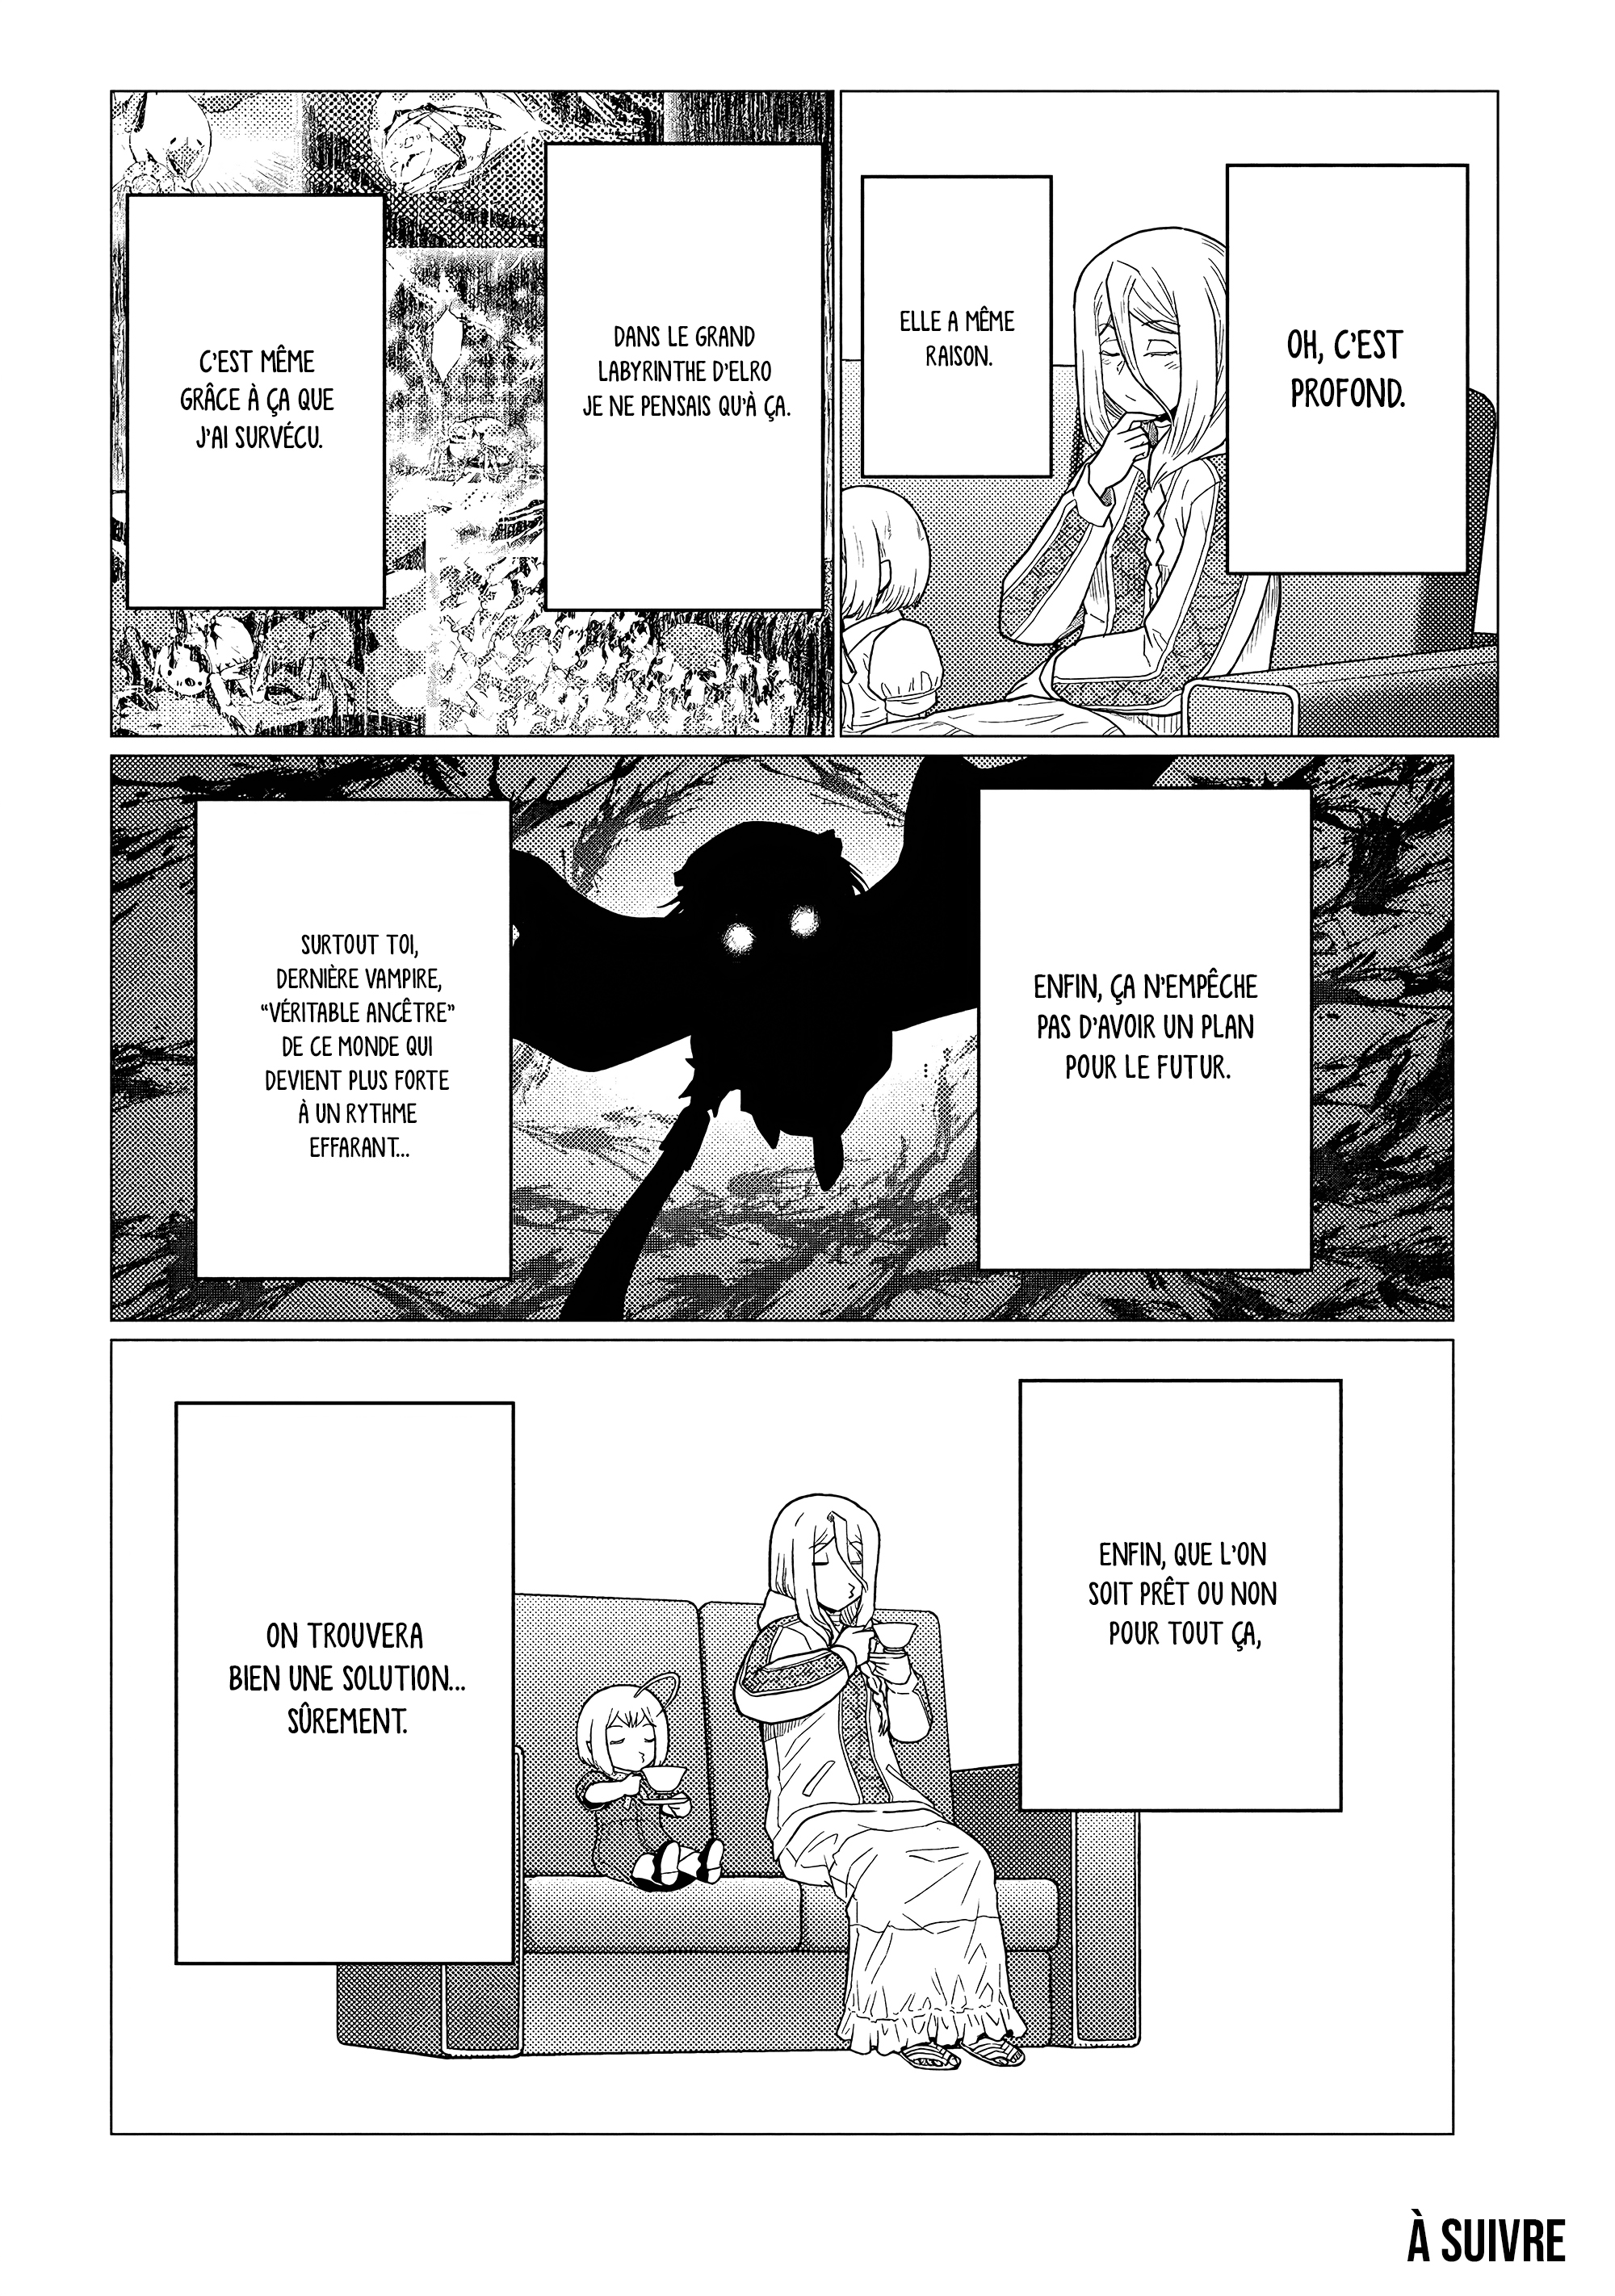 OH, C'EST
PROFOND.
ELLE A MÊME
RAISON.
DANS LE GRAND
LABYRINTHE D'ELRO
JE NE PENSAIS QU'À ÇA.
C'EST MÊME
GRÂCE À ÇA QUE
J'AI SURVÉCU.
ENFIN, ÇA N'EMPÊCHE
PAS D'AVOIR UN PLAN
POUR LE FUTUR.
SURTOUT TOI,
DERNIÈRE VAMPIRE,
“VÉRITABLE ANCÊTRE”
DE CE MONDE QUI
DEVIENT PLUS FORTE
À UN RYTHME
EFFARANT...
ENFIN, QUE L'ON
SOIT PRÊT OU NON
POUR TOUT ÇA,
ON TROUVERA
BIEN UNE SOLUTION...
SÛREMENT.
À SUIVRE